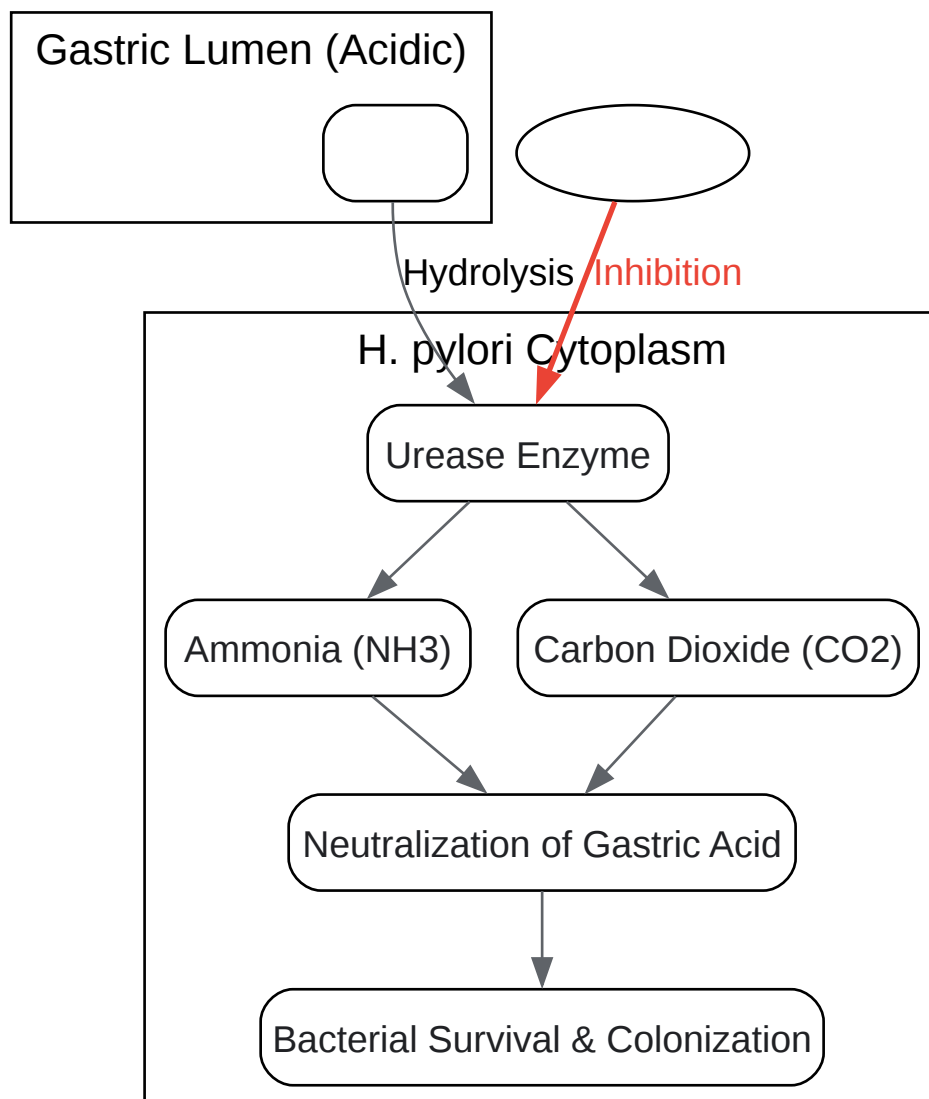 Gastric Lumen (Acidic)
Hydrolysis
Inhibition
H. pylori Cytoplasm
Urease Enzyme
Ammonia (NH3)
Carbon Dioxide (CO2)
Neutralization of Gastric Acid
Bacterial Survival & Colonization